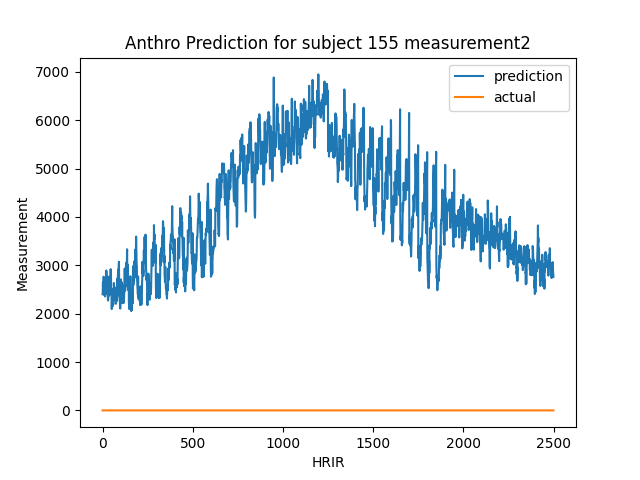 Anthro Prediction for subject 155 measurement2
prediction
actual
Measurement
7000
6000
5000
4000
3000
2000
1000
0
0
500
1000
1500
2000
2500
HRIR